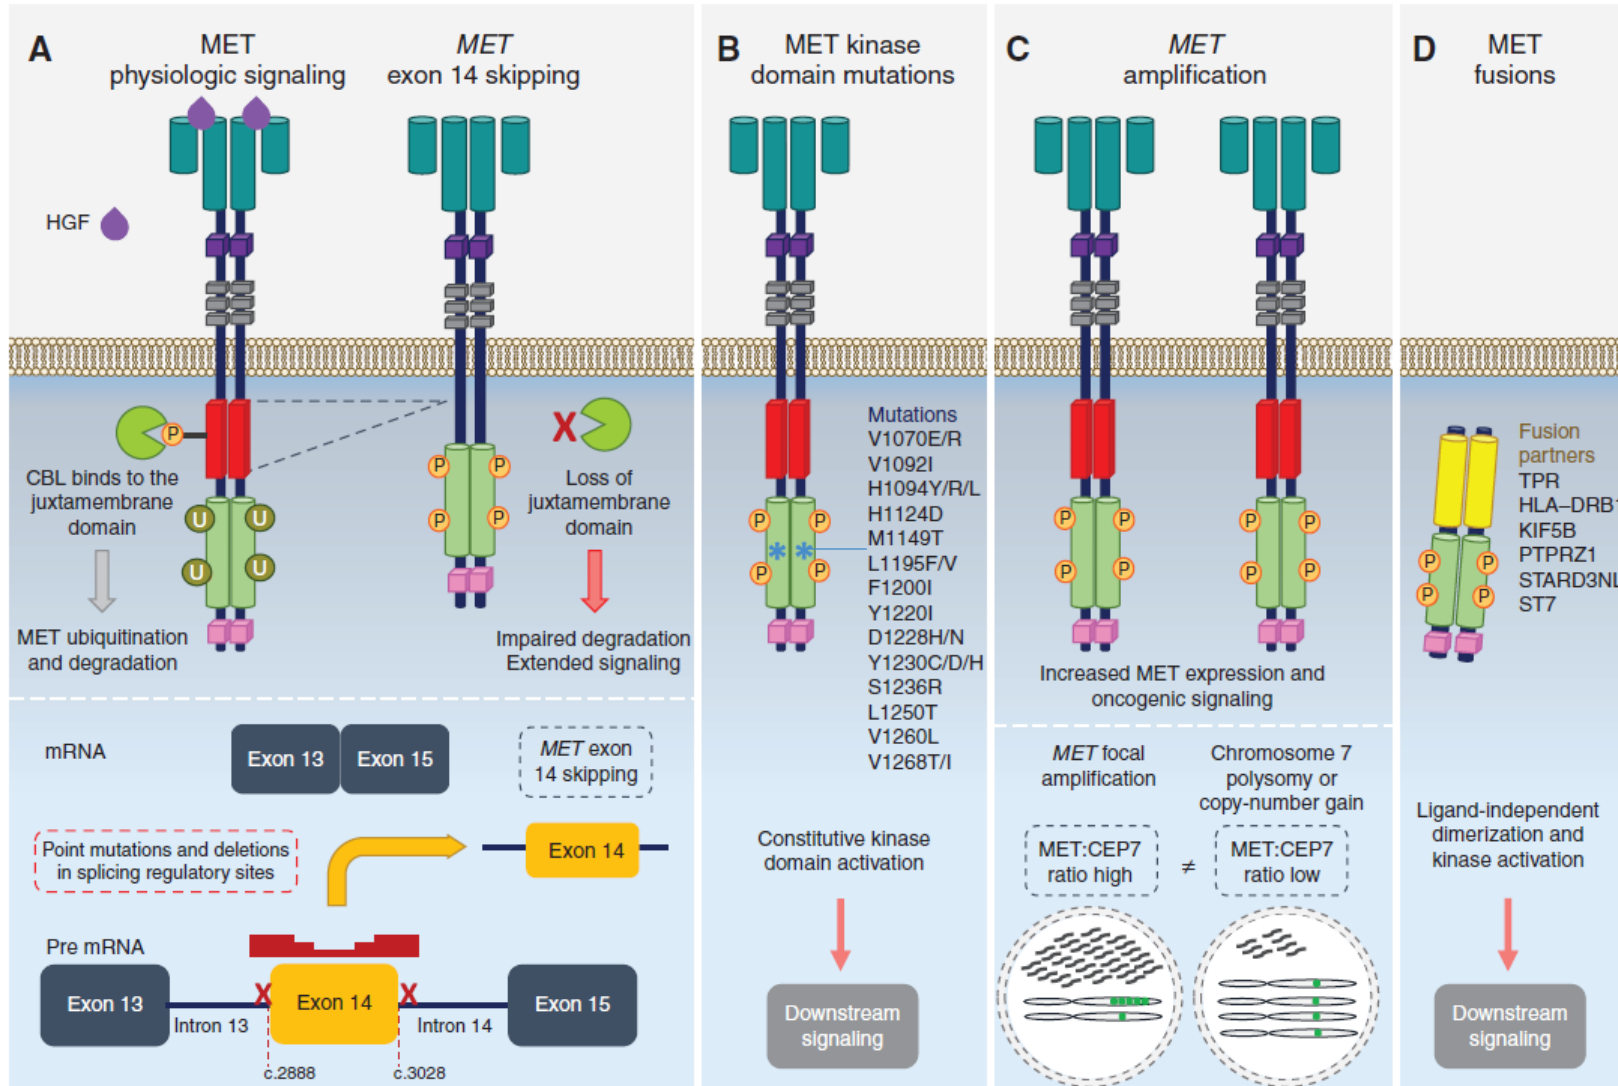 A
MET
physiologic signaling
MET
exon 14 skipping
HGF
P
CBL binds to the
juxtamembrane
domain
U
U
U
U
MET ubiquitination
and degradation
P
P
P
P
X
Loss of
juxtamembrane
domain
Impaired degradation
Extended signaling
mRNA
Exon 13
Exon 15
MET exon
14 skipping
Point mutations and deletions
in splicing regulatory sites
Exon 14
Pre mRNA
Exon 13
X
Exon 14
X
Exon 15
Intron 13
Intron 14
c.2888
c.3028
B
MET kinase
domain mutations
P
P
P
P
* *
Mutations
V1070E/R
V1092I
H1094Y/R/L
H1124D
M1149T
L1195F/V
F1200I
Y1220I
D1228H/N
Y1230C/D/H
S1236R
L1250T
V1260L
V1268T/I
Constitutive kinase
domain activation
Downstream
signaling
C
MET
amplification
P
P
P
P
P
P
P
P
Increased MET expression and
oncogenic signaling
MET focal
amplification
Chromosome 7
polysomy or
copy-number gain
MET:CEP7
ratio high
≠
MET:CEP7
ratio low
D
MET
fusions
Fusion
partners
TPR
HLA–DRB1
KIF5B
PTPRZ1
STARD3NL
ST7
P
P
P
P
Ligand-independent
dimerization and
kinase activation
Downstream
signaling